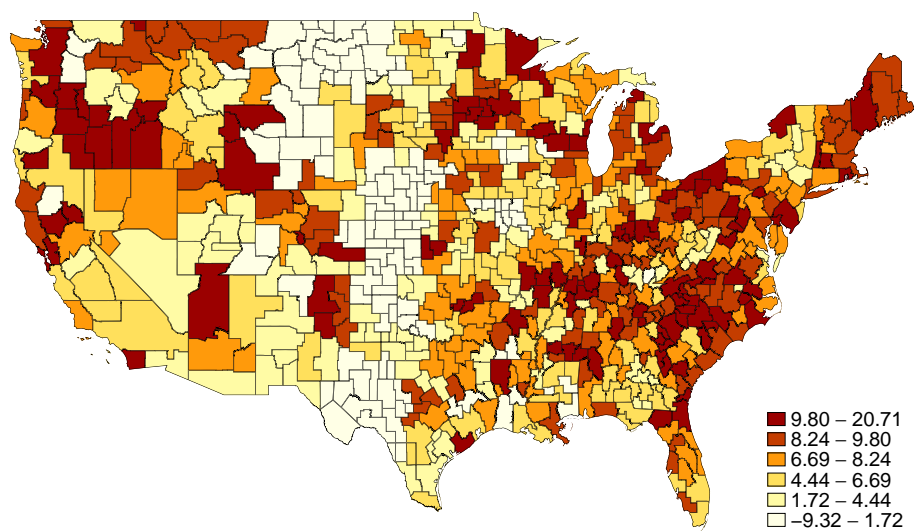 9.80 – 20.71
8.24 – 9.80
6.69 – 8.24
4.44 – 6.69
1.72 – 4.44
−9.32 – 1.72